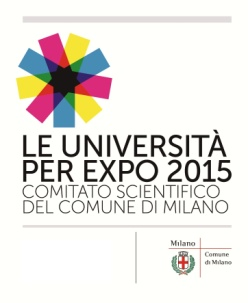 LE UNIVERSITÀ
PER EXPO 2015
COMITATO SCIENTIFICO
DEL COMUNE DI MILANO
Milano
Comune
di Milano